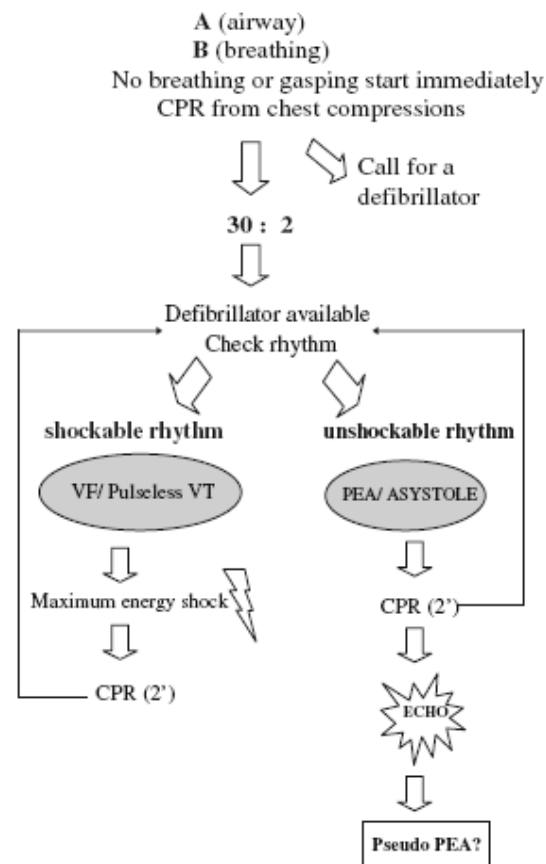 A (airway)
B (breathing)
No breathing or gasping start immediately
CPR from chest compressions
Call for a
defibrillator
30 : 2
Defibrillator available
Check rhythm
shockable rhythm
unshockable rhythm
VF/ Pulseless VT
PEA/ ASYSTOLE
Maximum energy shock
CPR (2’)
CPR (2’)
ECHO
Pseudo PEA?